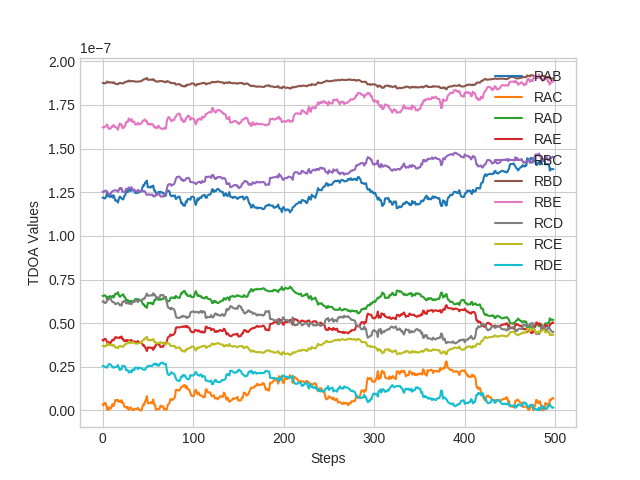 1e−7
2.00
1.75
1.50
1.25
1.00
0.75
0.50
0.25
0.00
TDOA Values
0
100
200
300
400
500
Steps
RAB
RAC
RAD
RAE
RBC
RBD
RBE
RCD
RCE
RDE